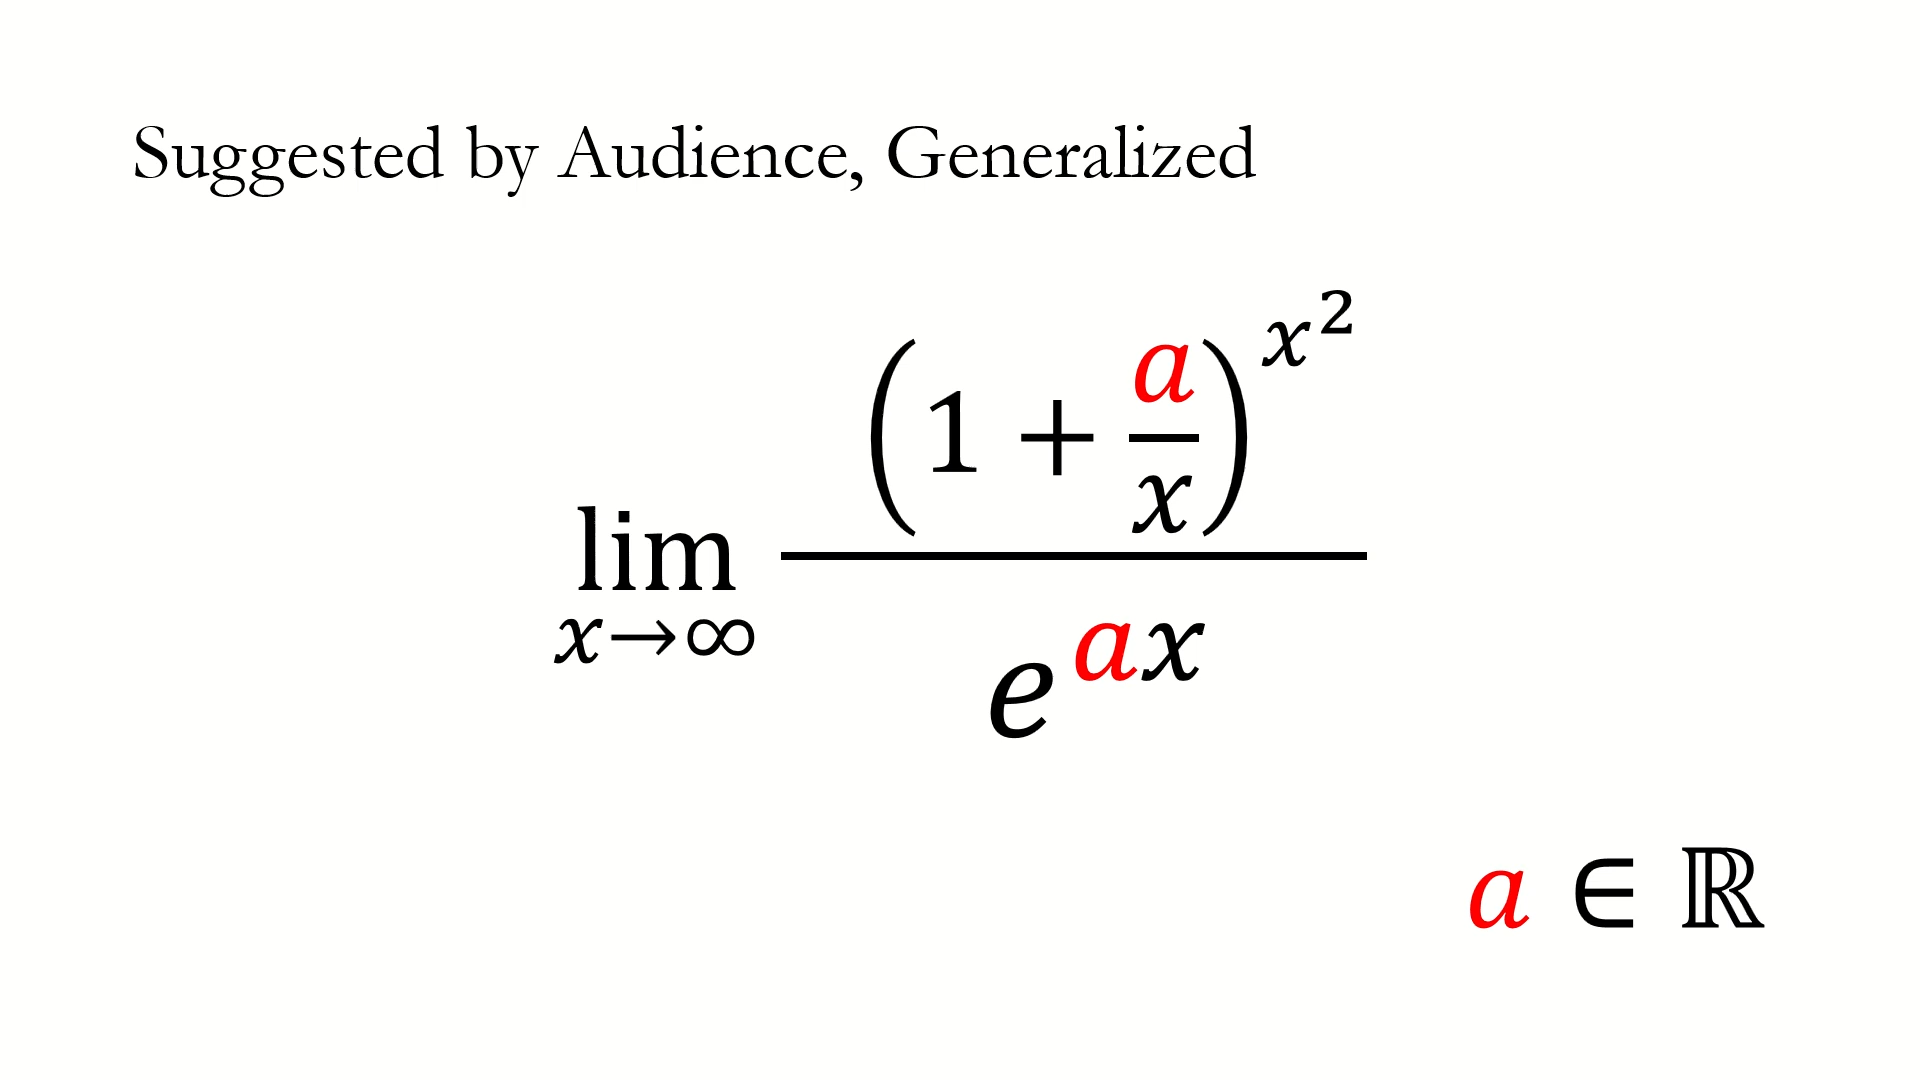 Suggested by Audience, Generalized
lim x→∞ (1 + a/x)^(x^2) / e^(ax)
a ∈ ℝ